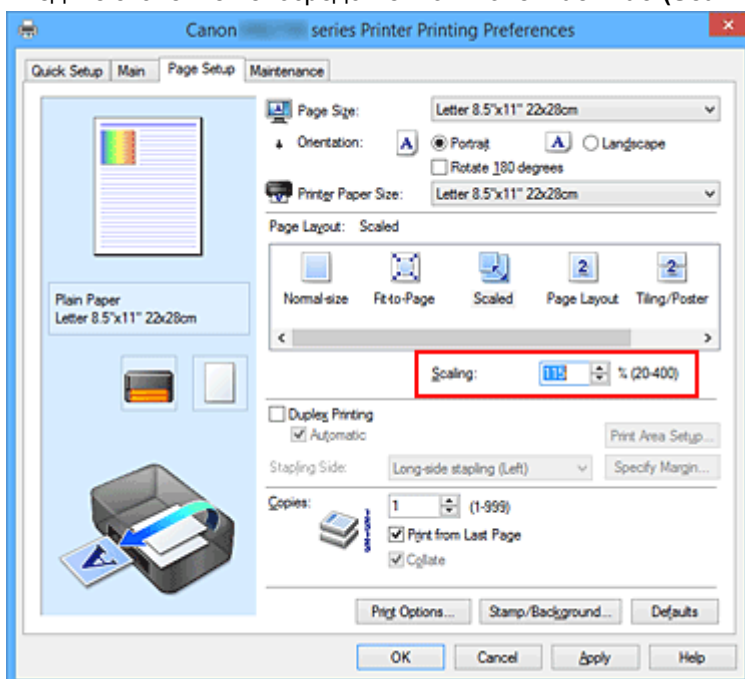 Canon series Printer Printing Preferences
Quick Setup Main Page Setup Maintenance
Page Size: Letter 8.5"x11" 22x28cm
Orientation: A Portrait A Landscape
Rotate 180 degrees
Printer Paper Size: Letter 8.5"x11" 22x28cm
Page Layout: Scaled
Normal-size Fit-to-Page Scaled Page Layout Tiling/Poster
Plain Paper
Letter 8.5"x11" 22x28cm
Scaling: 115 % (20-400)
Duplex Printing
Automatic Print Area Setup...
Stapling Side: Long-side stapling (Left) Specify Margin...
Copies: 1 (1-999)
Print from Last Page
Collate
Print Options... Stamp/Background... Defaults
OK Cancel Apply Help